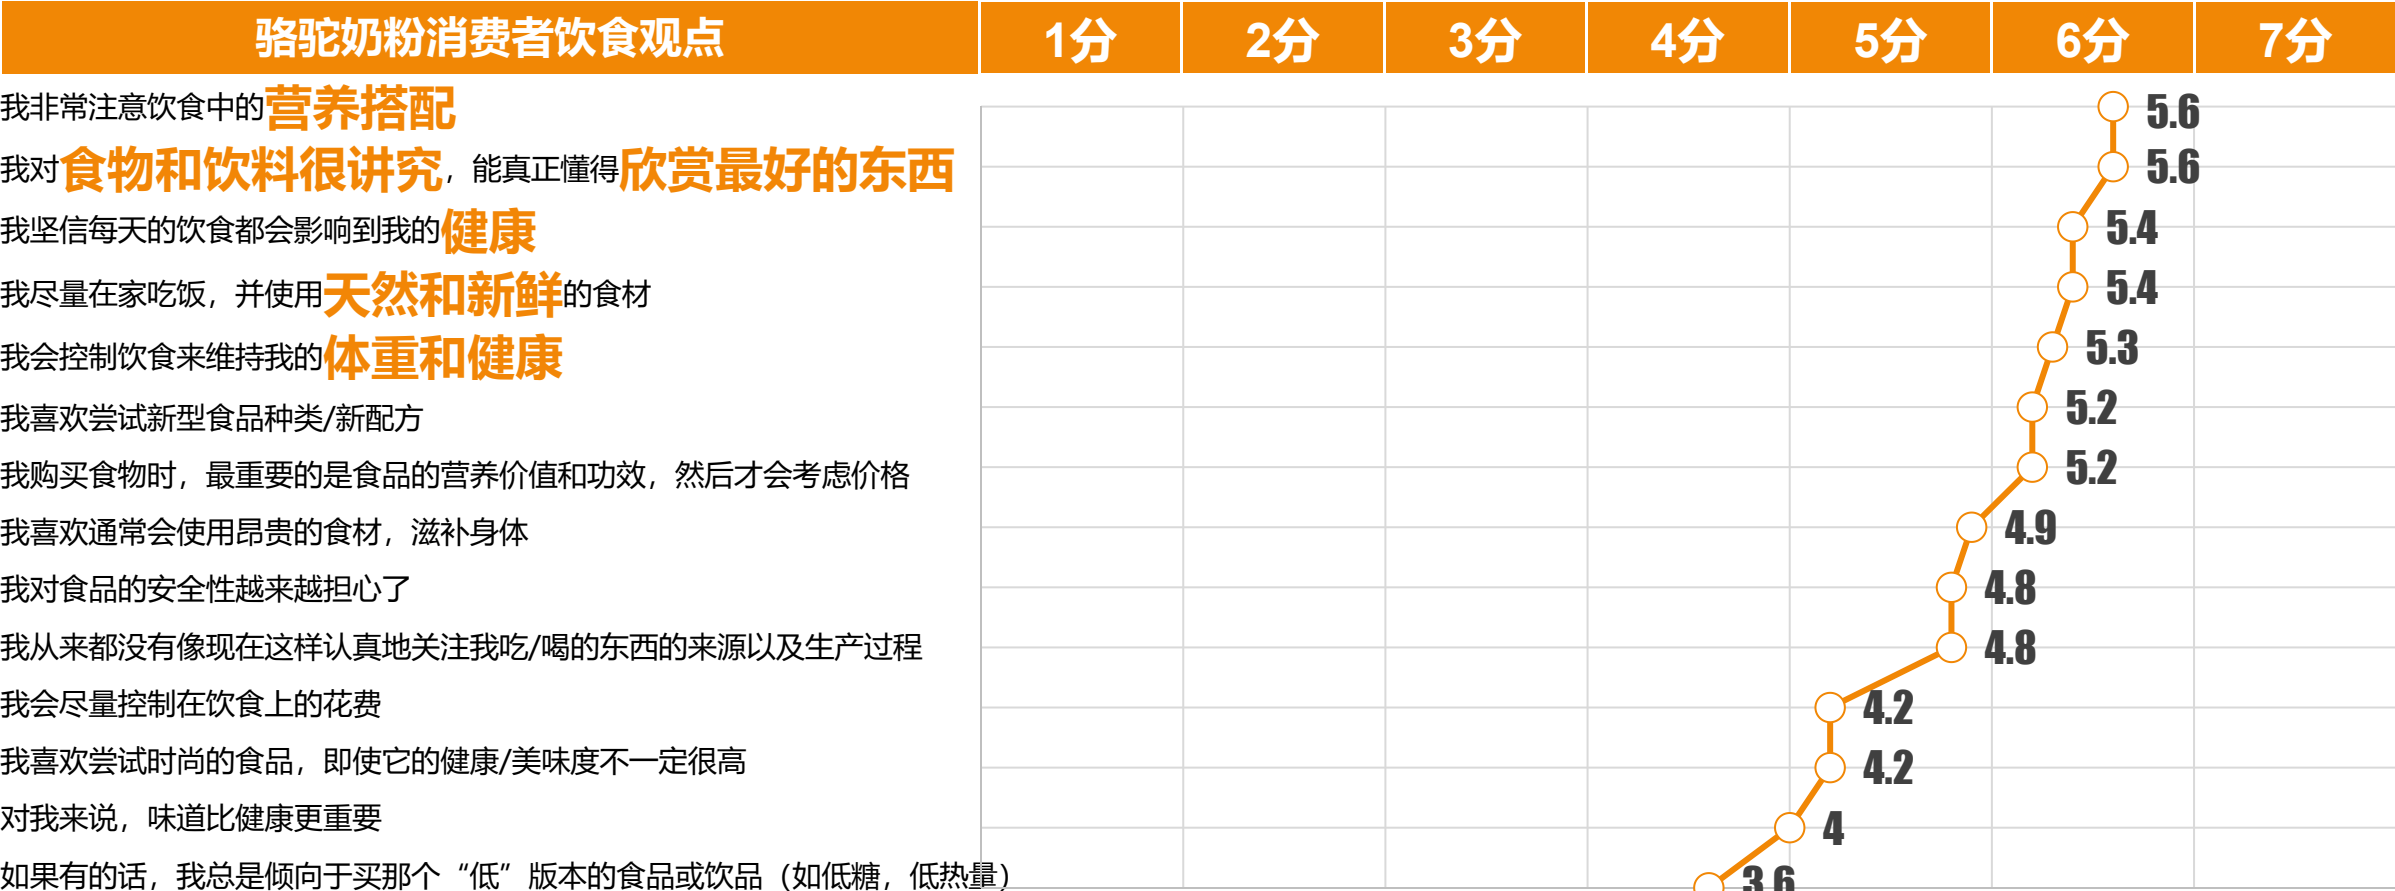 骆驼奶粉消费者饮食观点 1分 2分 3分 4分 5分 6分 7分
我非常注意饮食中的营养搭配 5.6
我对食物和饮料很讲究，能真正懂得欣赏最好的东西 5.6
我坚信每天的饮食都会影响到我的健康 5.4
我尽量在家吃饭，并使用天然和新鲜的食材 5.4
我会控制饮食来维持我的体重和健康 5.3
我喜欢尝试新型食品种类/新配方 5.2
我购买食物时，最重要的是食品的营养价值和功效，然后才会考虑价格 5.2
我喜欢通常会使用昂贵的食材，滋补身体 4.9
我对食品的安全性越来越担心了 4.8
我从来都没有像现在这样认真地关注我吃/喝的东西的来源以及生产过程 4.8
我会尽量控制在饮食上的花费 4.2
我喜欢尝试时尚的食品，即使它的健康/美味度不一定很高 4.2
对我来说，味道比健康更重要 4
如果有的话，我总是倾向于买那个“低”版本的食品或饮品（如低糖，低热量） 3.6